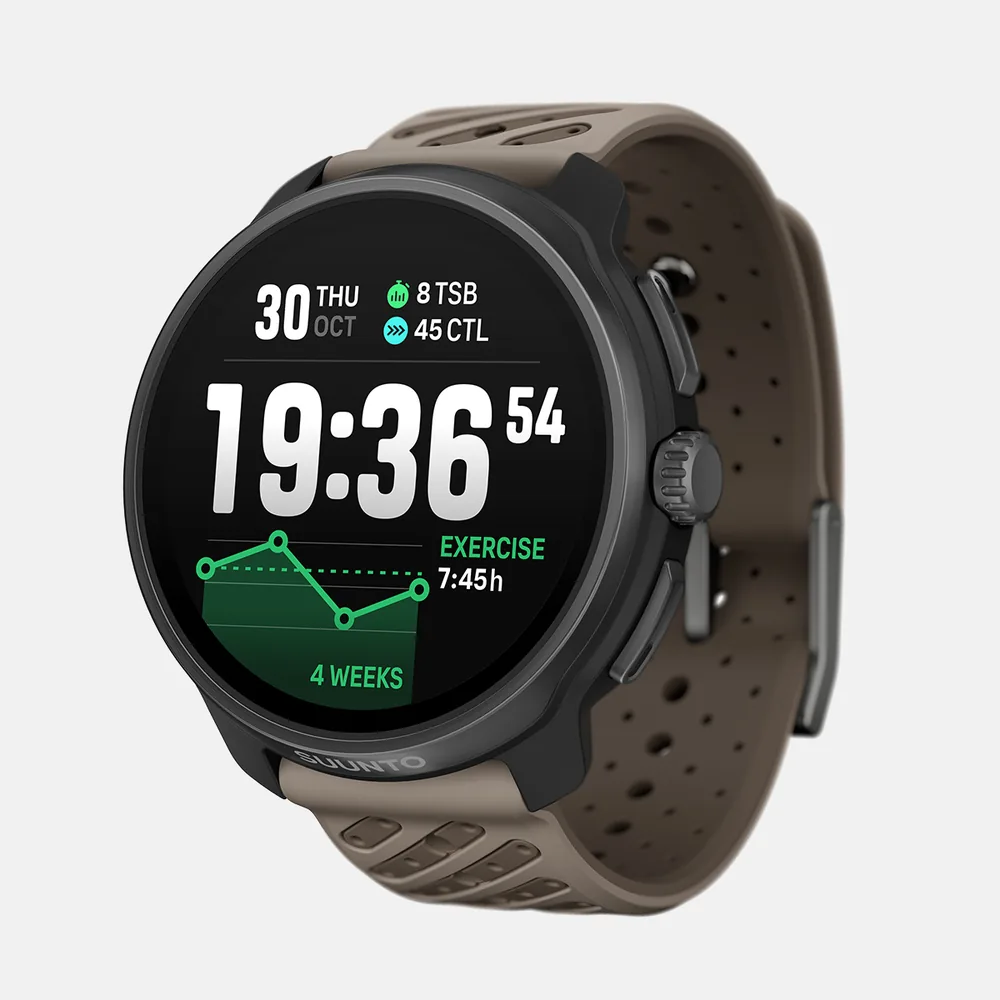 30 THU OCT
8 TSB
45 CTL
19:36 54
EXERCISE
7:45h
4 WEEKS
SUUNTO